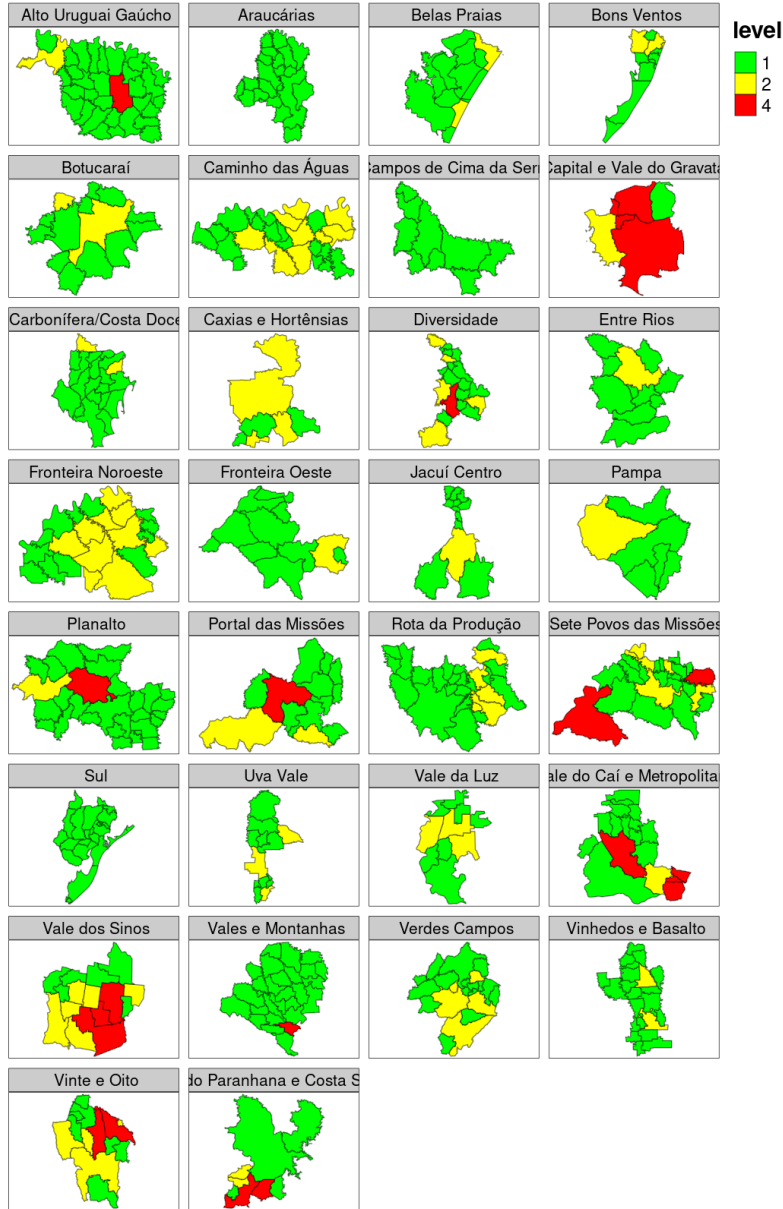 Alto Uruguai Gaúcho
Araucárias
Belas Praias
Bons Ventos
level
1
2
4
Botucaraí
Caminho das Águas
Campos de Cima da Serr
Capital e Vale do Gravata
Carbonífera/Costa Doce
Caxias e Hortênsias
Diversidade
Entre Rios
Fronteira Noroeste
Fronteira Oeste
Jacuí Centro
Pampa
Planalto
Portal das Missões
Rota da Produção
Sete Povos das Missões
Sul
Uva Vale
Vale da Luz
ale do Caí e Metropolita
Vale dos Sinos
Vales e Montanhas
Verdes Campos
Vinhedos e Basalto
Vinte e Oito
do Paranhana e Costa S